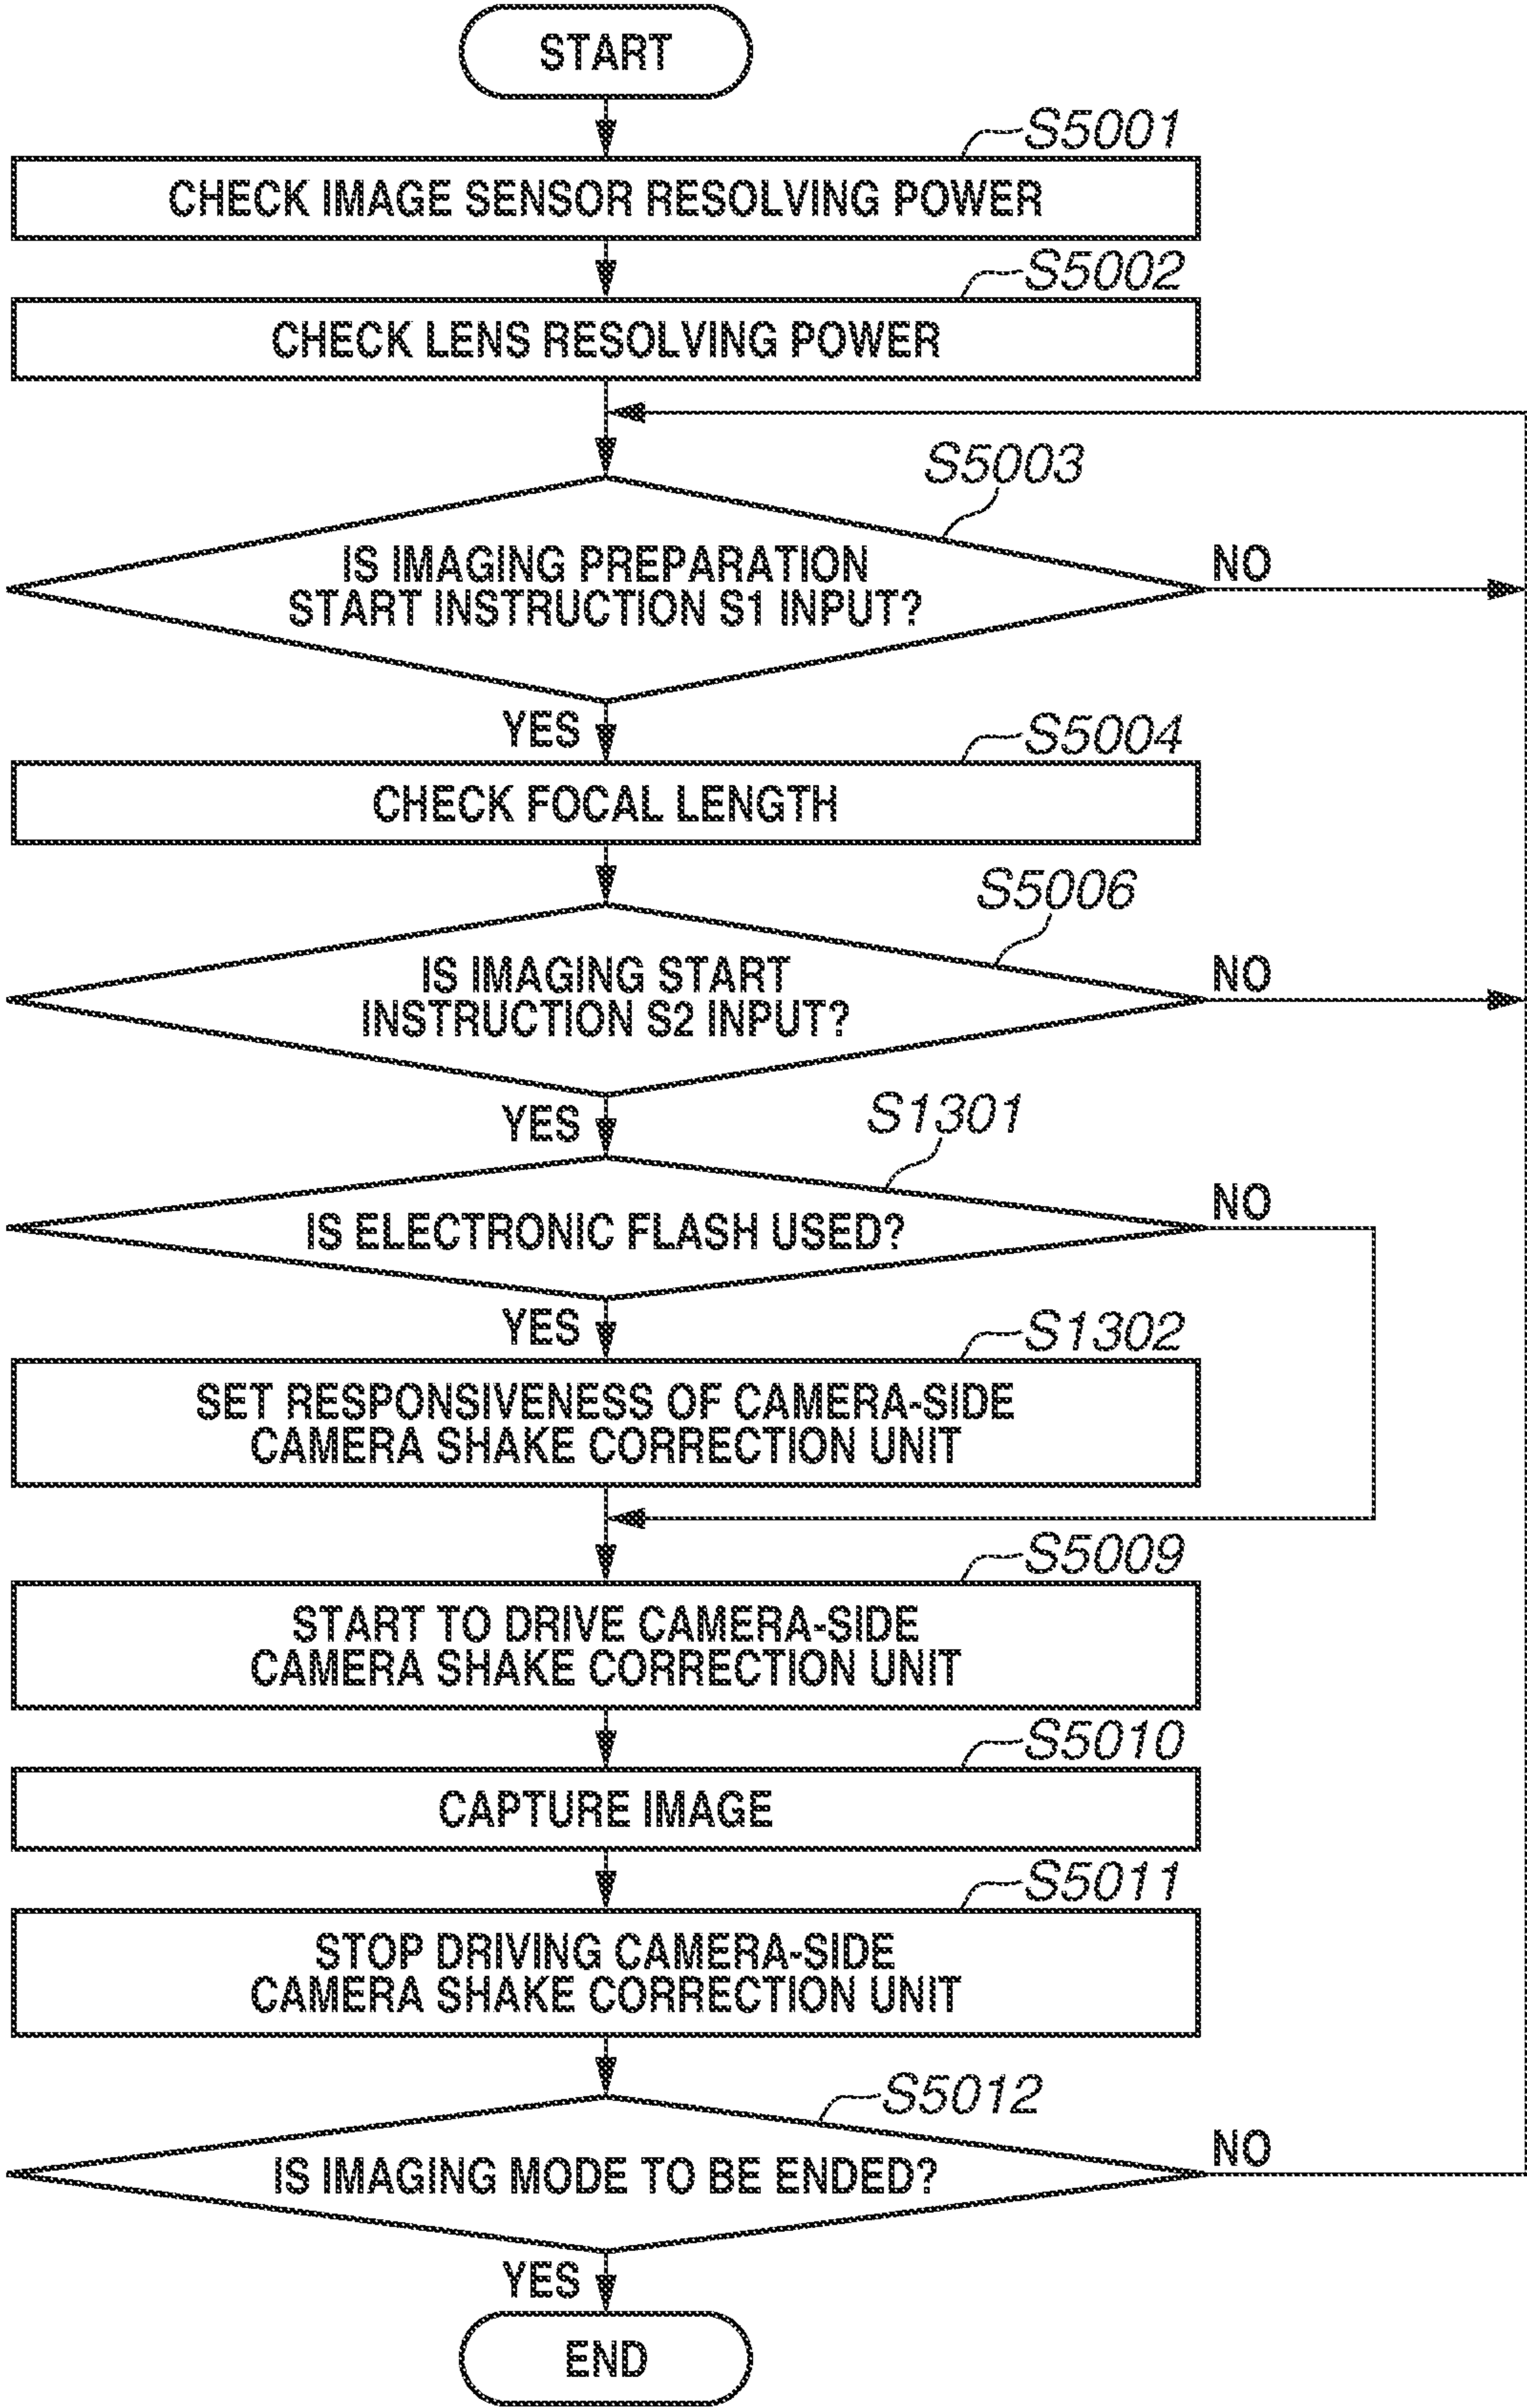 START
S5001
CHECK IMAGE SENSOR RESOLVING POWER
S5002
CHECK LENS RESOLVING POWER
S5003
IS IMAGING PREPARATION
START INSTRUCTION S1 INPUT?
NO
YES
S5004
CHECK FOCAL LENGTH
S5006
IS IMAGING START
INSTRUCTION S2 INPUT?
NO
YES
S1301
IS ELECTRONIC FLASH USED?
NO
YES
S1302
SET RESPONSIVENESS OF CAMERA-SIDE
CAMERA SHAKE CORRECTION UNIT
S5009
START TO DRIVE CAMERA-SIDE
CAMERA SHAKE CORRECTION UNIT
S5010
CAPTURE IMAGE
S5011
STOP DRIVING CAMERA-SIDE
CAMERA SHAKE CORRECTION UNIT
S5012
IS IMAGING MODE TO BE ENDED?
NO
YES
END